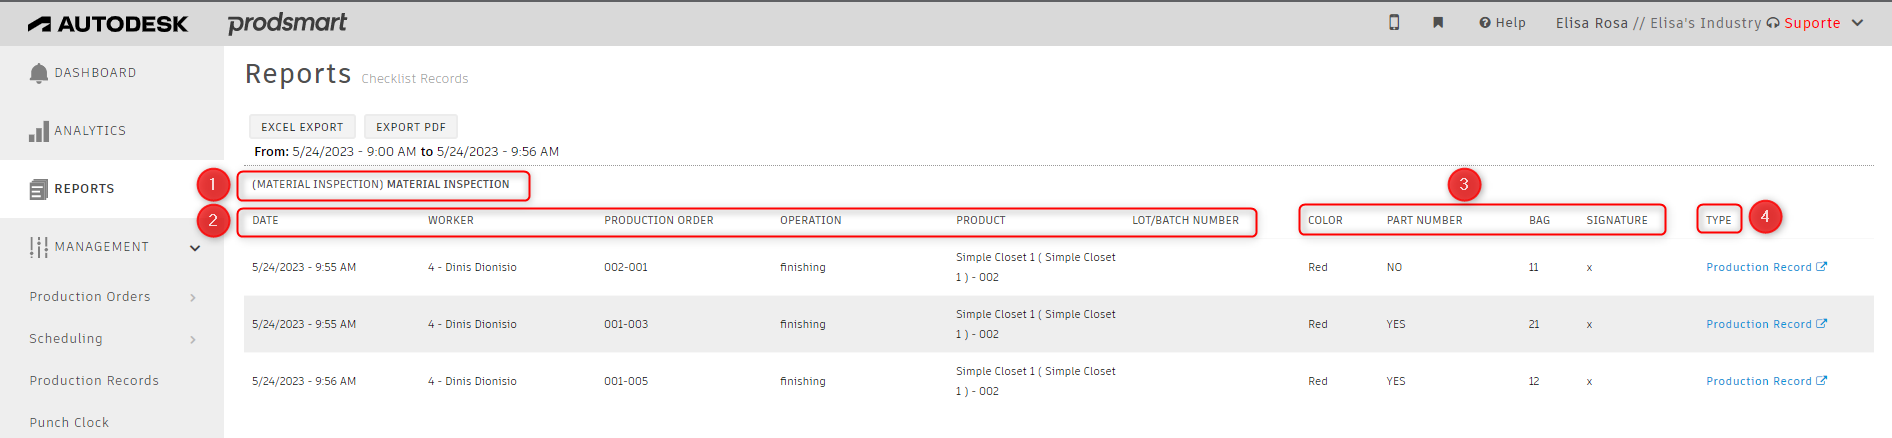 AUTODESK prodsmart Help Elisa Rosa // Elisa's Industry Suporte
DASHBOARD
ANALYTICS
REPORTS
MANAGEMENT
Production Orders
Scheduling
Production Records
Punch Clock
Reports Checklist Records
EXCEL EXPORT EXPORT PDF
From: 5/24/2023 - 9:00 AM to 5/24/2023 - 9:56 AM
1 (MATERIAL INSPECTION) MATERIAL INSPECTION 3
2 DATE WORKER PRODUCTION ORDER OPERATION PRODUCT LOT/BATCH NUMBER COLOR PART NUMBER BAG SIGNATURE TYPE 4
5/24/2023 - 9:55 AM 4 - Dinis Dionisio 002-001 finishing Simple Closet 1 ( Simple Closet Red NO 11 x Production Record
1 ) - 002
5/24/2023 - 9:55 AM 4 - Dinis Dionisio 001-003 finishing Simple Closet 1 ( Simple Closet Red YES 21 x Production Record
1 ) - 002
5/24/2023 - 9:56 AM 4 - Dinis Dionisio 001-005 finishing Simple Closet 1 ( Simple Closet Red YES 12 x Production Record
1 ) - 002